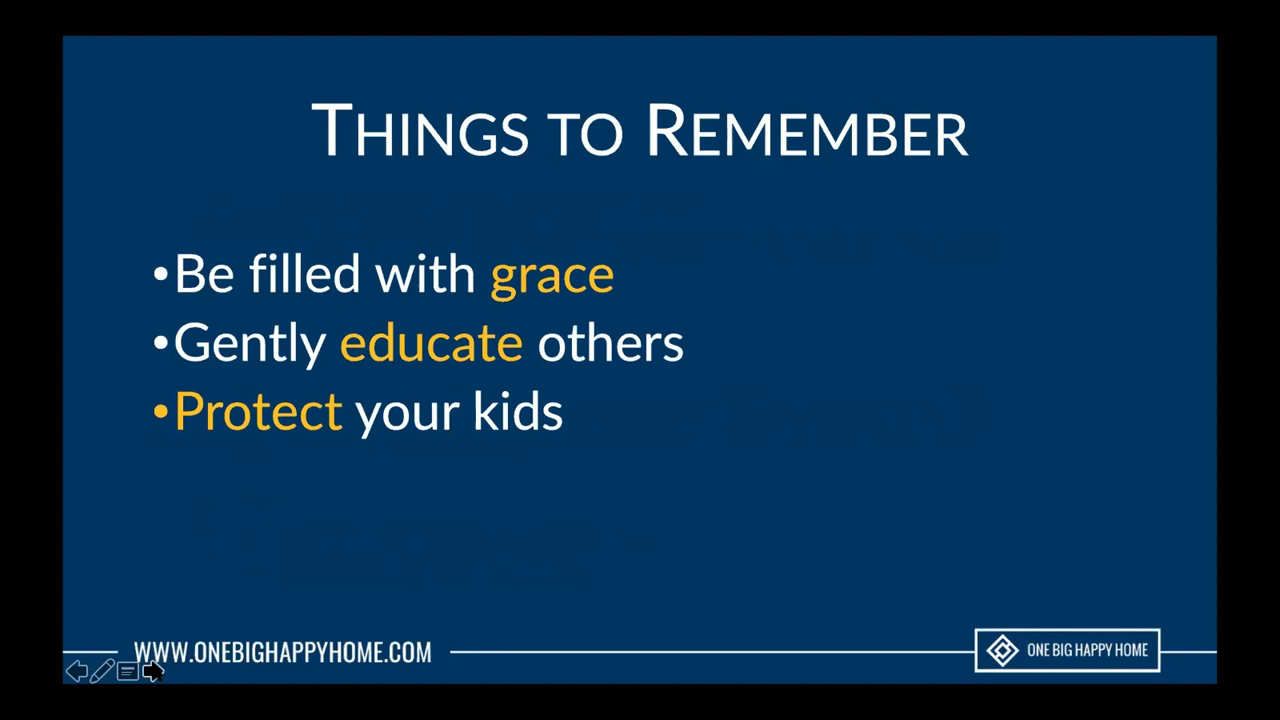 THINGS TO REMEMBER
•Be filled with grace
•Gently educate others
•Protect your kids
WWW.ONEBIGHAPPYHOME.COM
ONE BIG HAPPY HOME